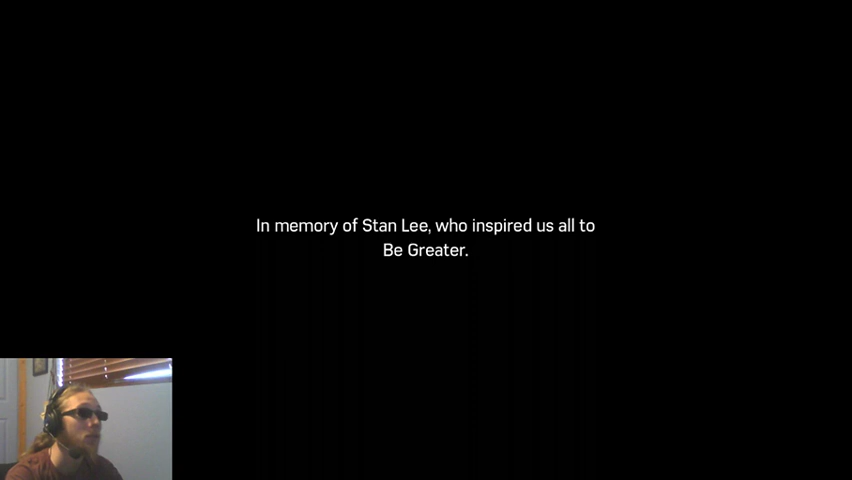 In memory of Stan Lee, who inspired us all to
Be Greater.